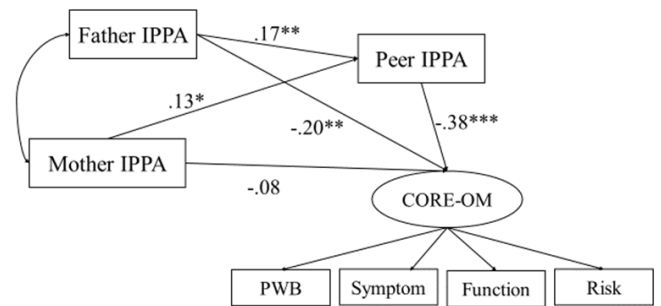 Father IPPA
.17**
Peer IPPA
.13*
-.20**
-.38***
Mother IPPA
-.08
CORE-OM
PWB
Symptom
Function
Risk